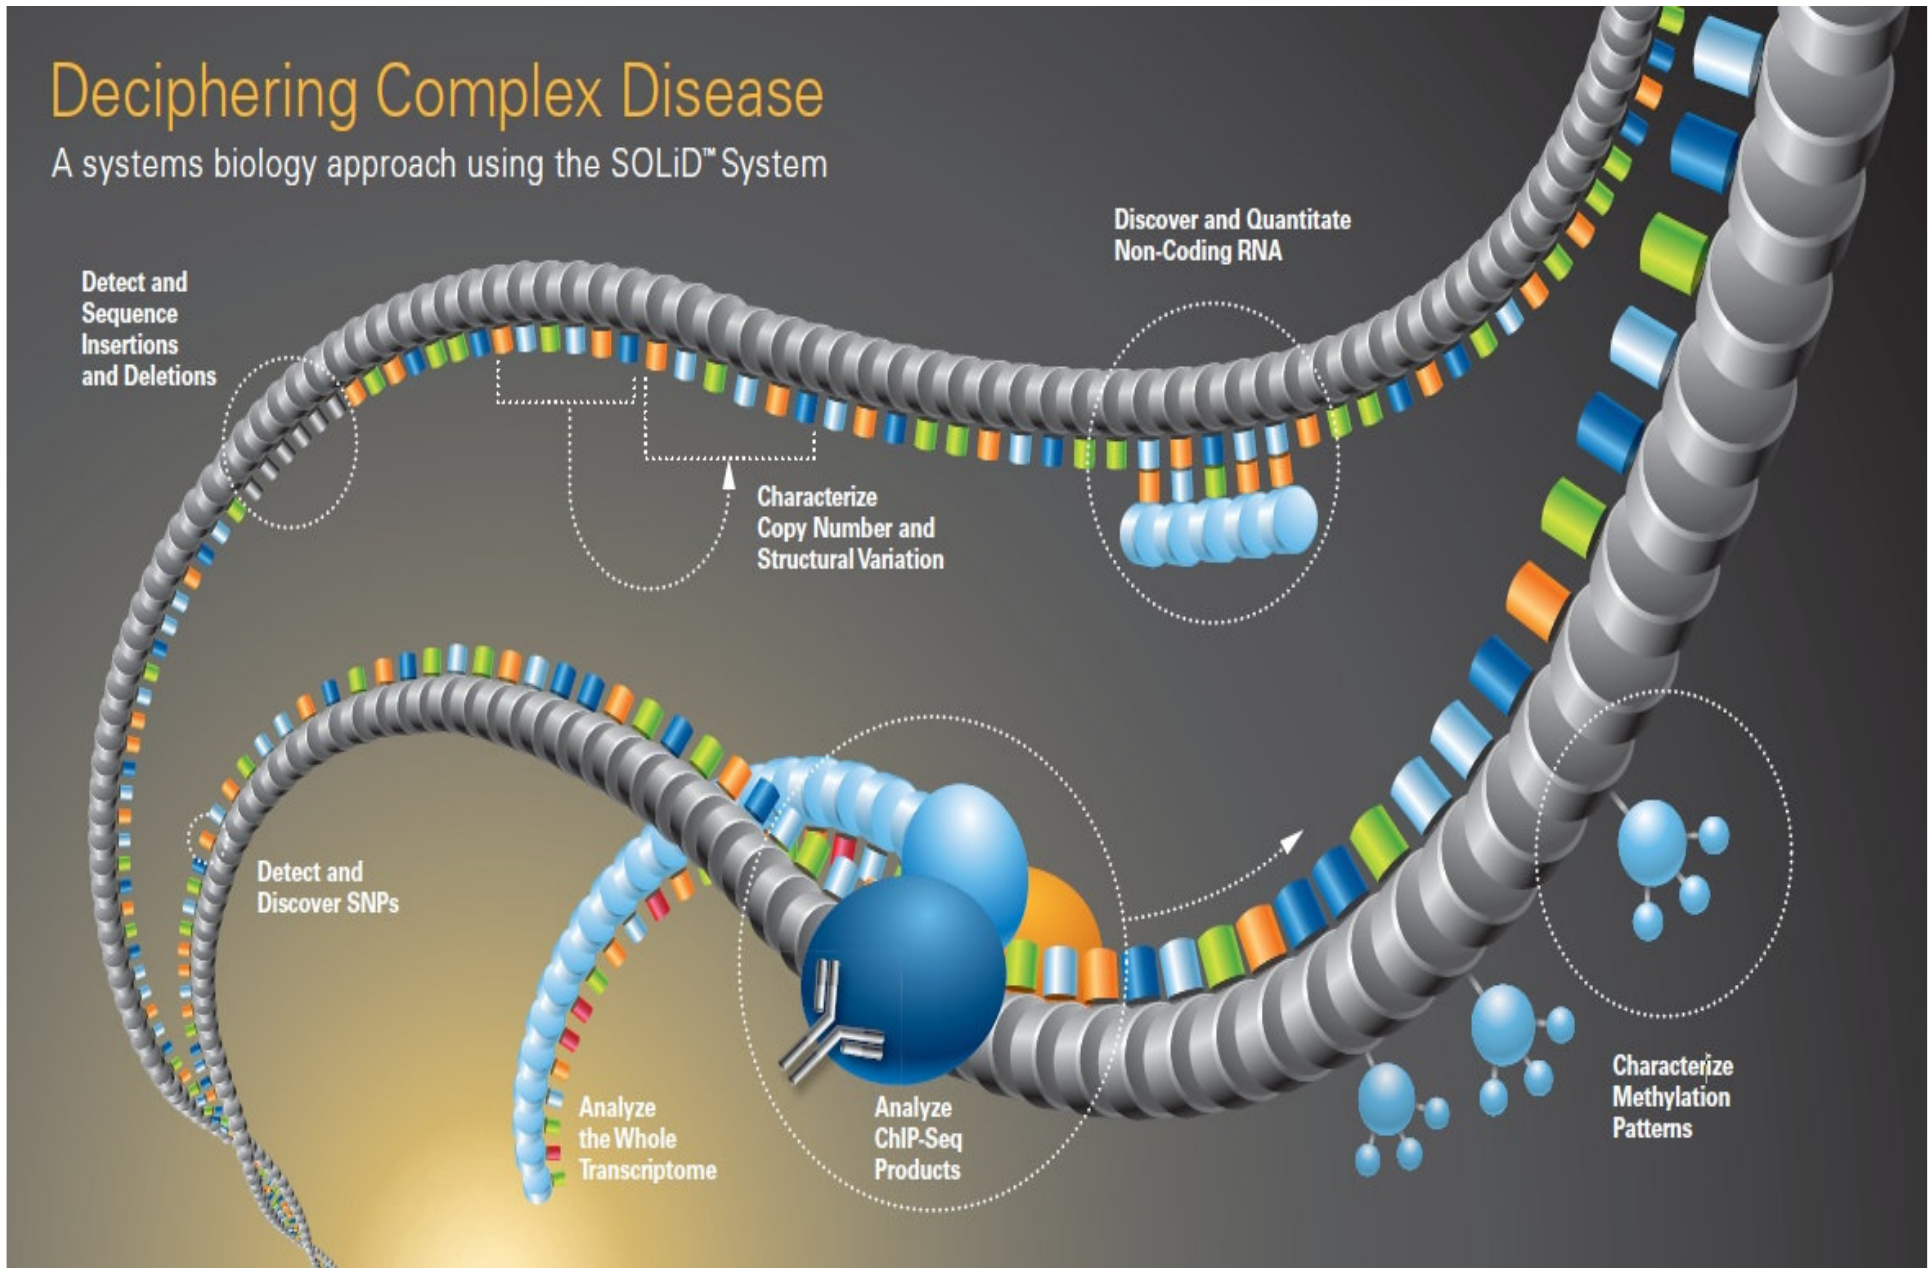 Deciphering Complex Disease
A systems biology approach using the SOLiD™ System
Discover and Quantitate
Non-Coding RNA
Detect and
Sequence
Insertions
and Deletions
Characterize
Copy Number and
Structural Variation
Detect and
Discover SNPs
Analyze
the Whole
Transcriptome
Analyze
ChIP-Seq
Products
Characterize
Methylation
Patterns